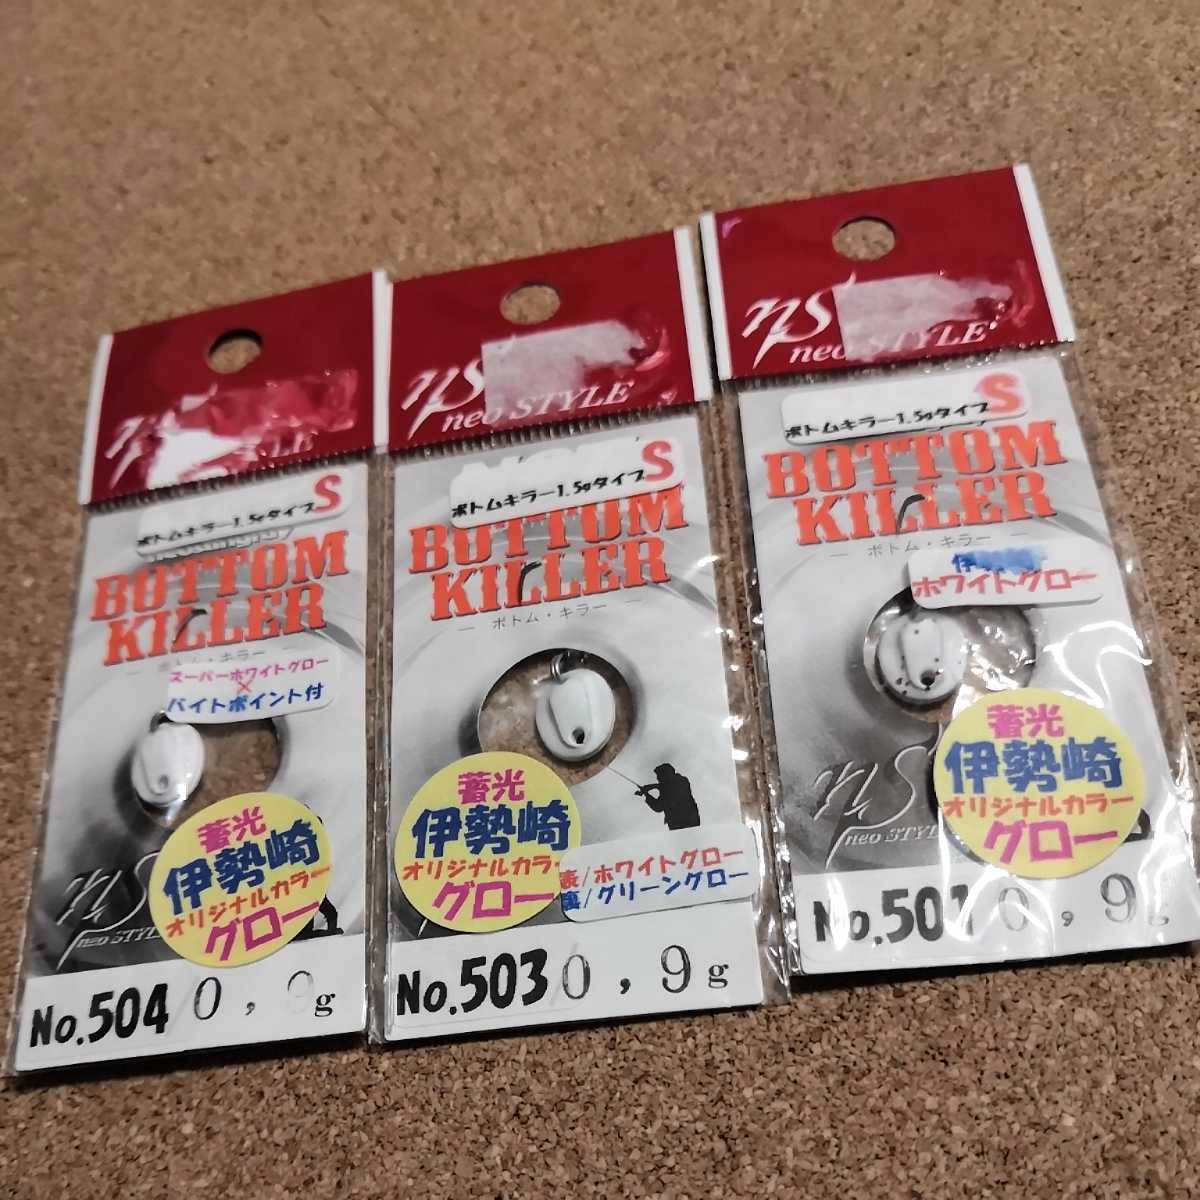 ボトムキラー1.5gタイプS
BOTTOM
KILLER
ボトム・キラー
スーパーホワイトグロー
×
バイトポイント付
蓄光
伊勢崎
オリジナルカラー
グロー
neo STYLE
No.504 0,9g
neo STYLE
ボトムキラー1.5gタイプS
BOTTOM
KILLER
ボトム・キラー
蓄光
伊勢崎
オリジナルカラー
グロー
表/ホワイトグロー
裏/グリーングロー
No.503 0,9g
neo STYLE
ボトムキラー1.5gタイプS
BOTTOM
KILLER
ボトム・キラー
伊勢崎
ホワイトグロー
蓄光
伊勢崎
オリジナルカラー
グロー
neo STYLE
No.501 0,9g